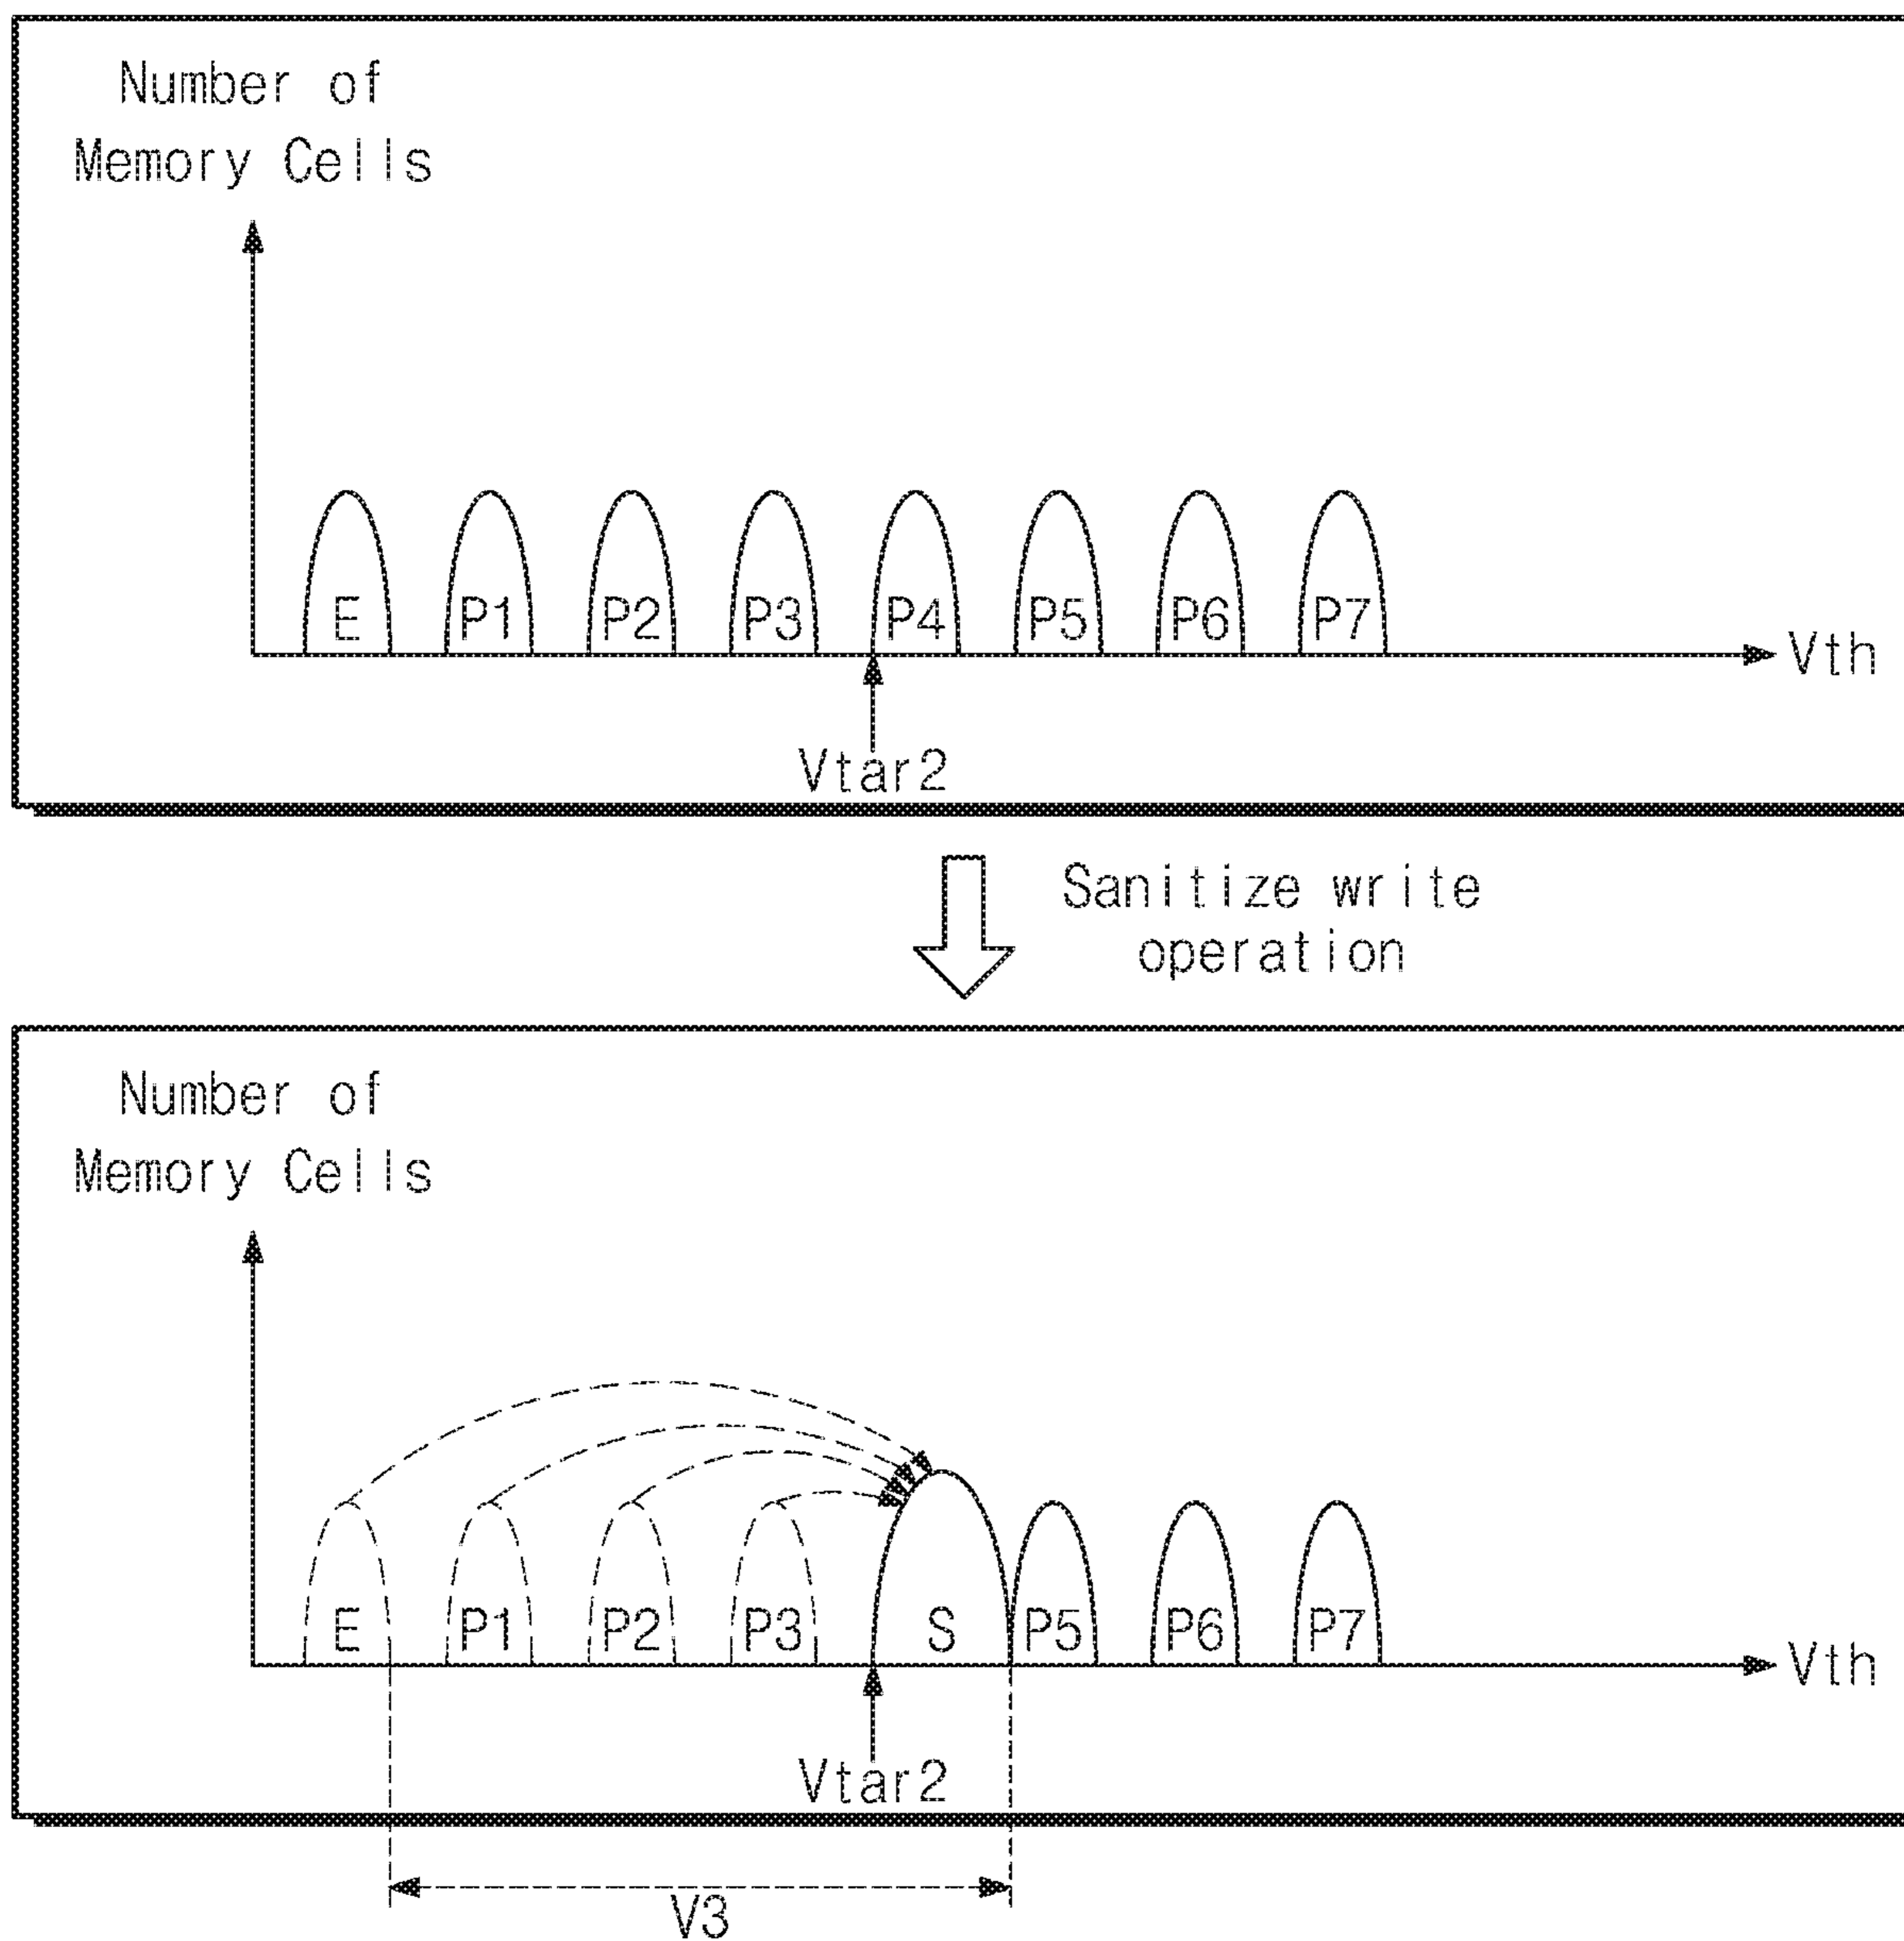 Number of
Memory Cells
E P1 P2 P3 P4 P5 P6 P7
Vth
Vtar2
Sanitize write
operation
Number of
Memory Cells
E P1 P2 P3 S P5 P6 P7
Vth
Vtar2
V3